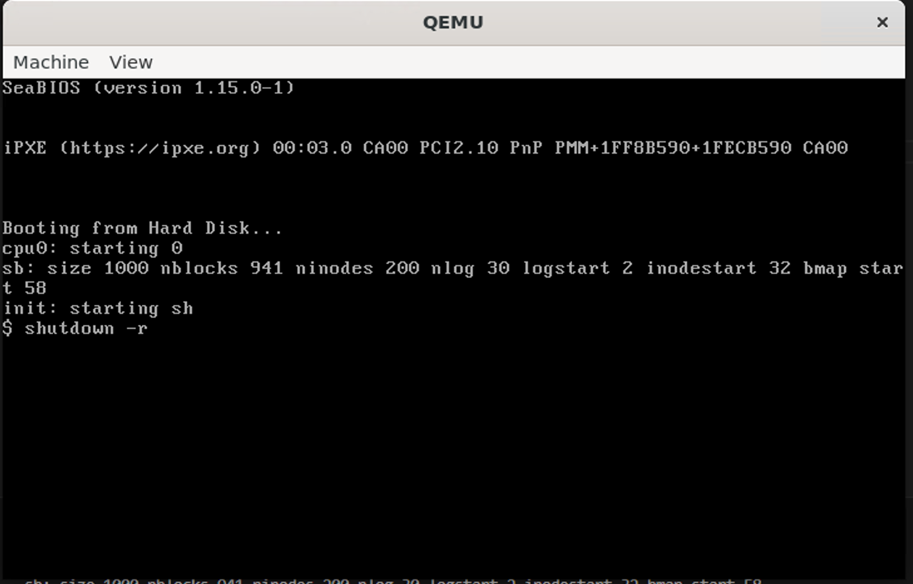 QEMU
Machine View
SeaBIOS (version 1.15.0-1)
iPXE (https://ipxe.org) 00:03.0 CA00 PCI2.10 PnP PMM+1FF8B590+1FECB590 CA00
Booting from Hard Disk...
cpu0: starting 0
sb: size 1000 nblocks 941 ninodes 200 nlog 30 logstart 2 inodestart 32 bmap star
t 58
init: starting sh
$ shutdown -r
sb: size 1000 nblocks 941 ninodes 200 nlog 30 logstart 2 inodestart 32 bmap start 58